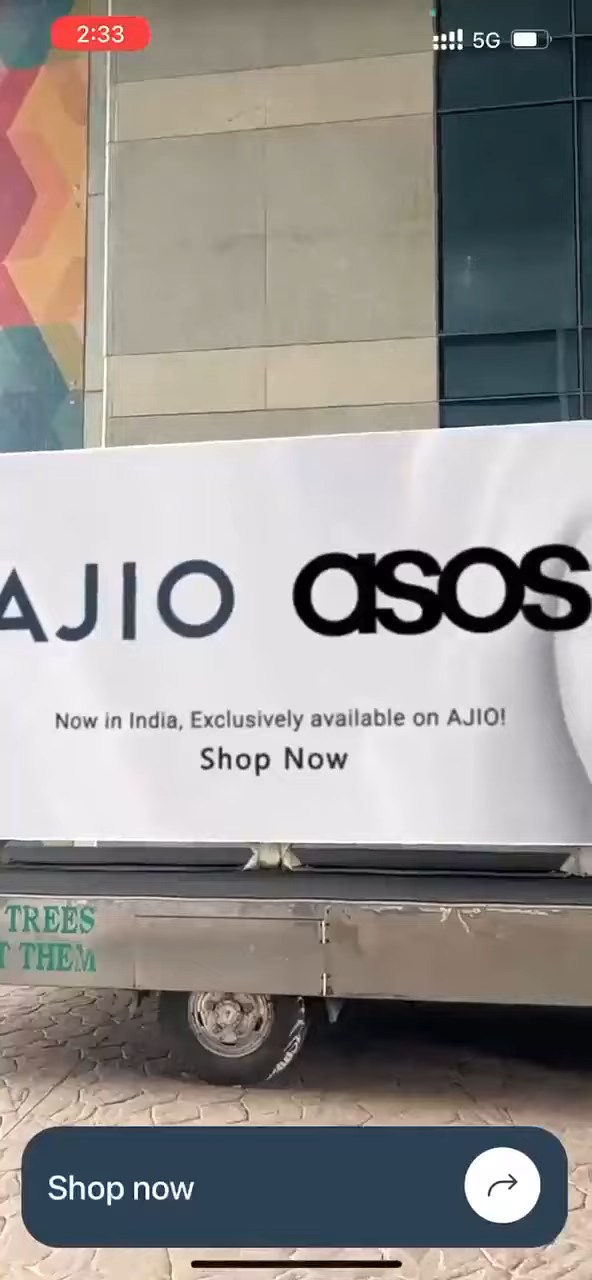 2:33
5G
AJIO asos
Now in India, Exclusively available on AJIO!
Shop Now
TREES
THEM
Shop now